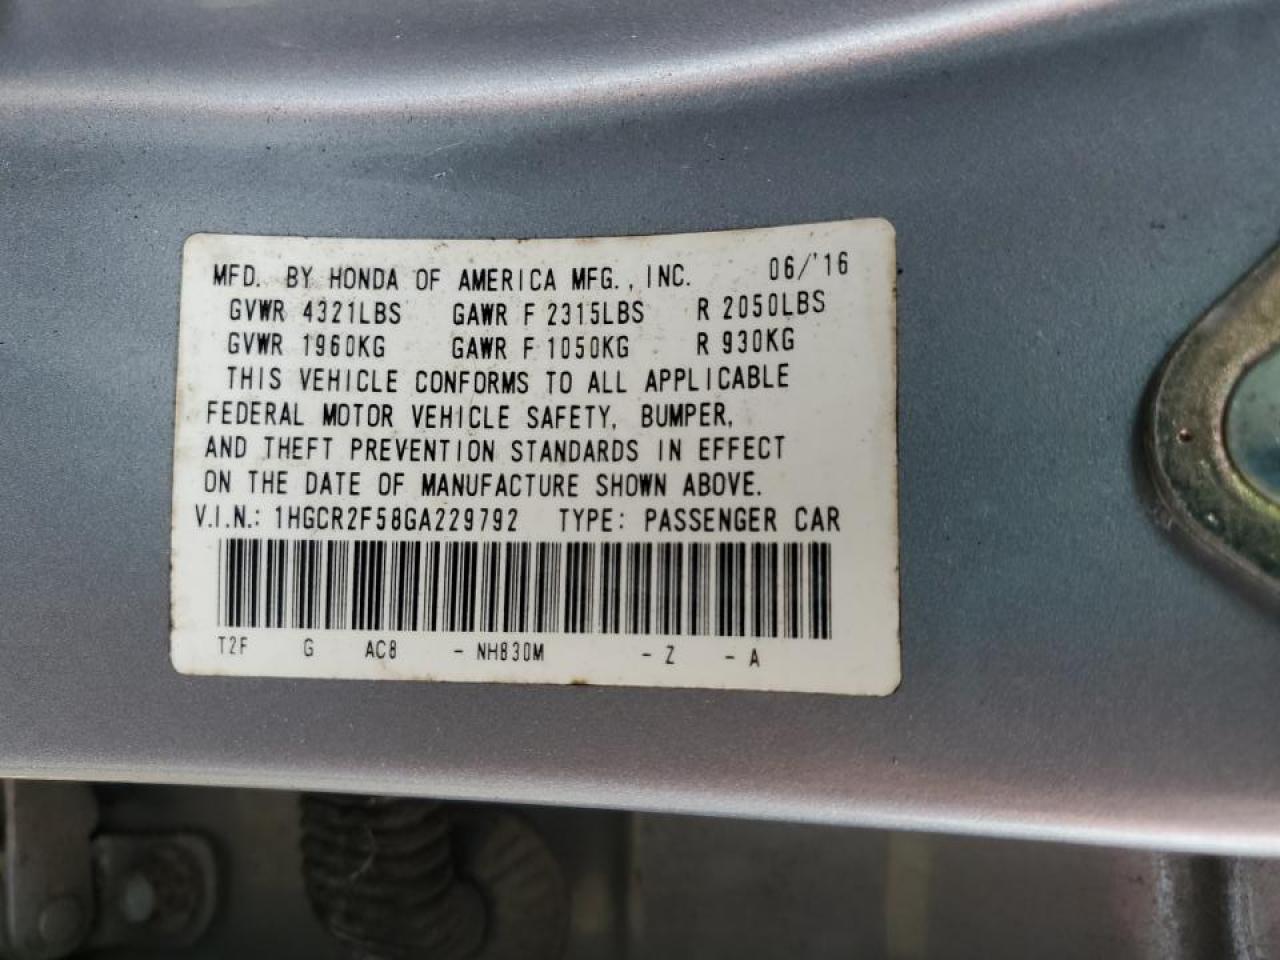 MFD. BY HONDA OF AMERICA MFG., INC. 06/'16
GVWR 4321LBS GAWR F 2315LBS R 2050LBS
GVWR 1960KG GAWR F 1050KG R 930KG
THIS VEHICLE CONFORMS TO ALL APPLICABLE
FEDERAL MOTOR VEHICLE SAFETY, BUMPER,
AND THEFT PREVENTION STANDARDS IN EFFECT
ON THE DATE OF MANUFACTURE SHOWN ABOVE.
V.I.N.: 1HGCR2F58GA229792 TYPE: PASSENGER CAR
T2F G AC8 - NH830M - Z - A